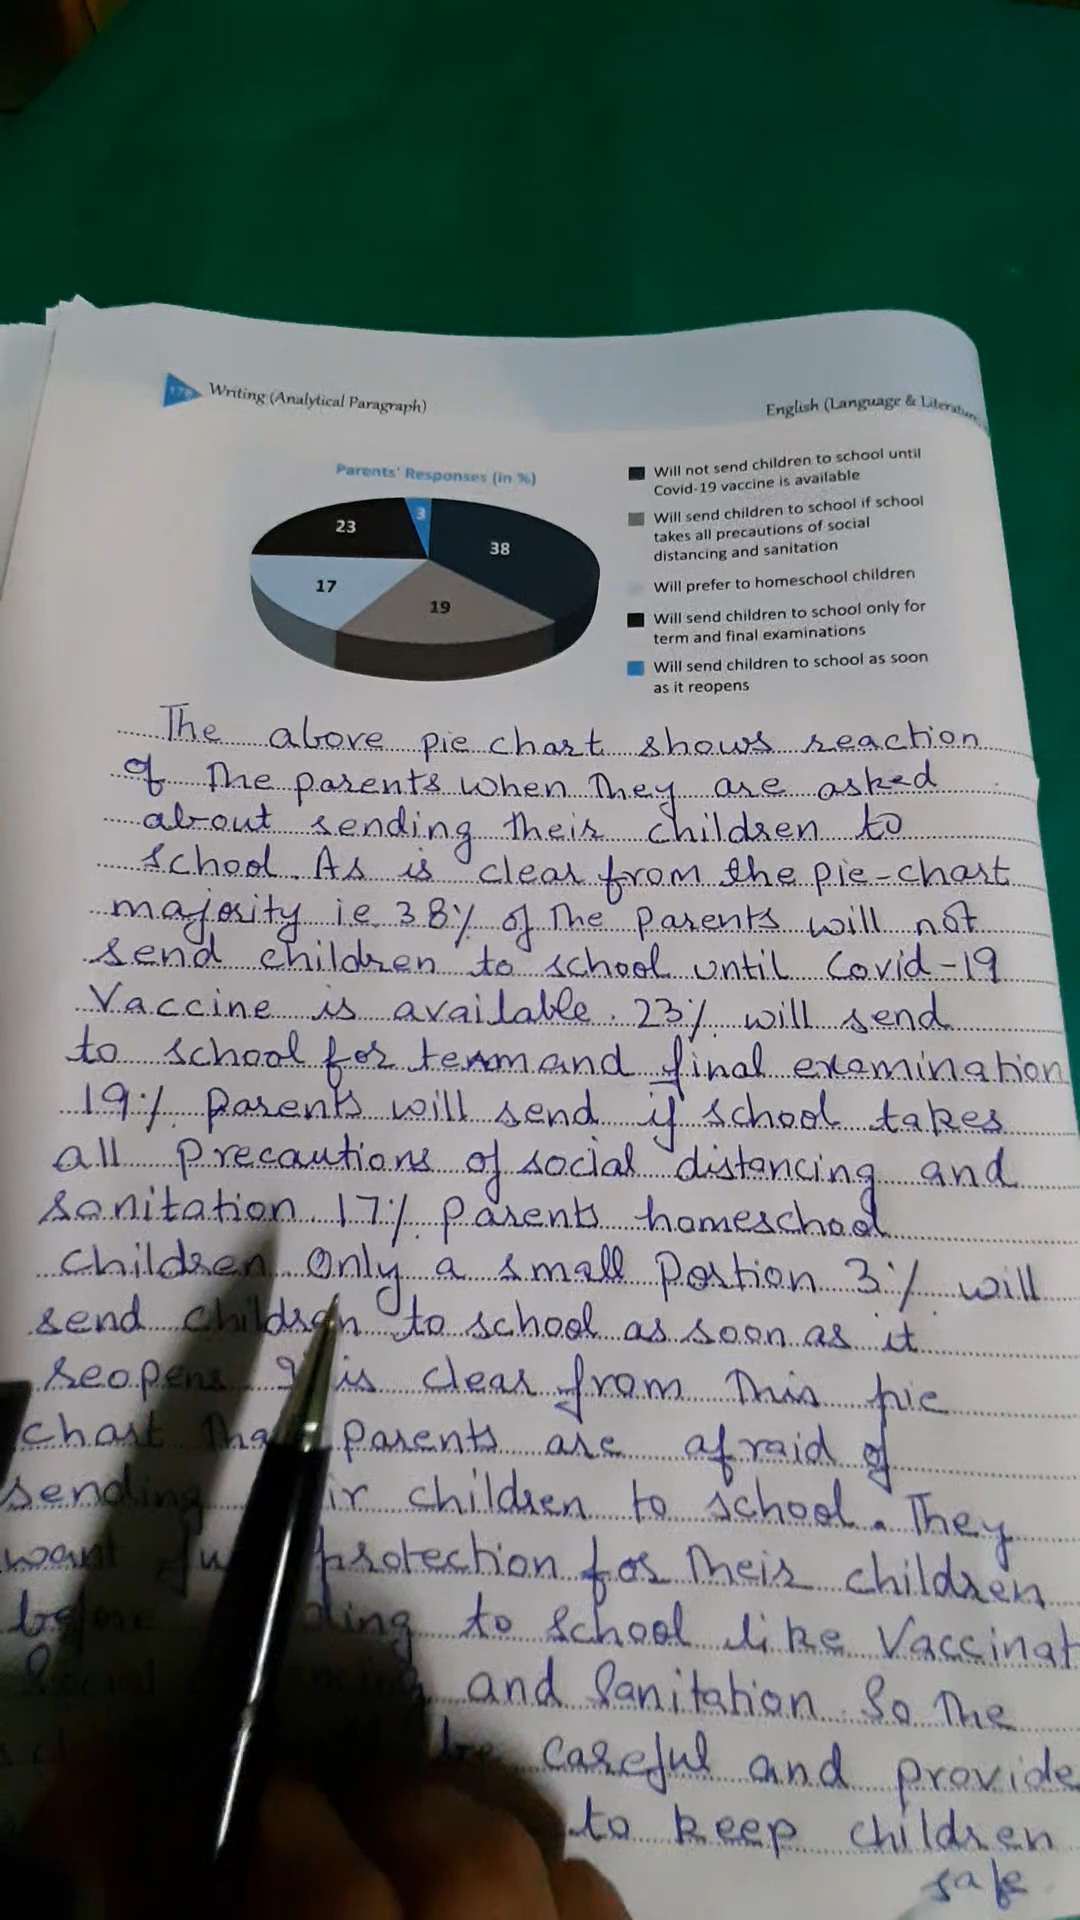 178 Writing (Analytical Paragraph)
English (Language & Literature
Parents' Responses (in %)
3
23
38
17
19
Will not send children to school until
Covid-19 vaccine is available
Will send children to school if school
takes all precautions of social
distancing and sanitation
Will prefer to homeschool children
Will send children to school only for
term and final examinations
Will send children to school as soon
as it reopens
The above pie chart shows reaction
of the parents when they are asked
about sending their children to
school. As is clear from the pie-chart
majority ie. 38% of the parents will not
send children to school until Covid-19
Vaccine is available. 23% will send
to school for term and final examination
19% Parents will send if school takes
all precautions of social distancing and
sanitation. 17% Parents homeschool
children Only a small Portion 3% will
send children to school as soon as it
reopens. It is clear from this pie
chart that parents are afraid of
sending children to school. They
want protection for their children
before to school like Vaccinat
Social and Sanitation. So the
be careful and provide
to keep children
safe